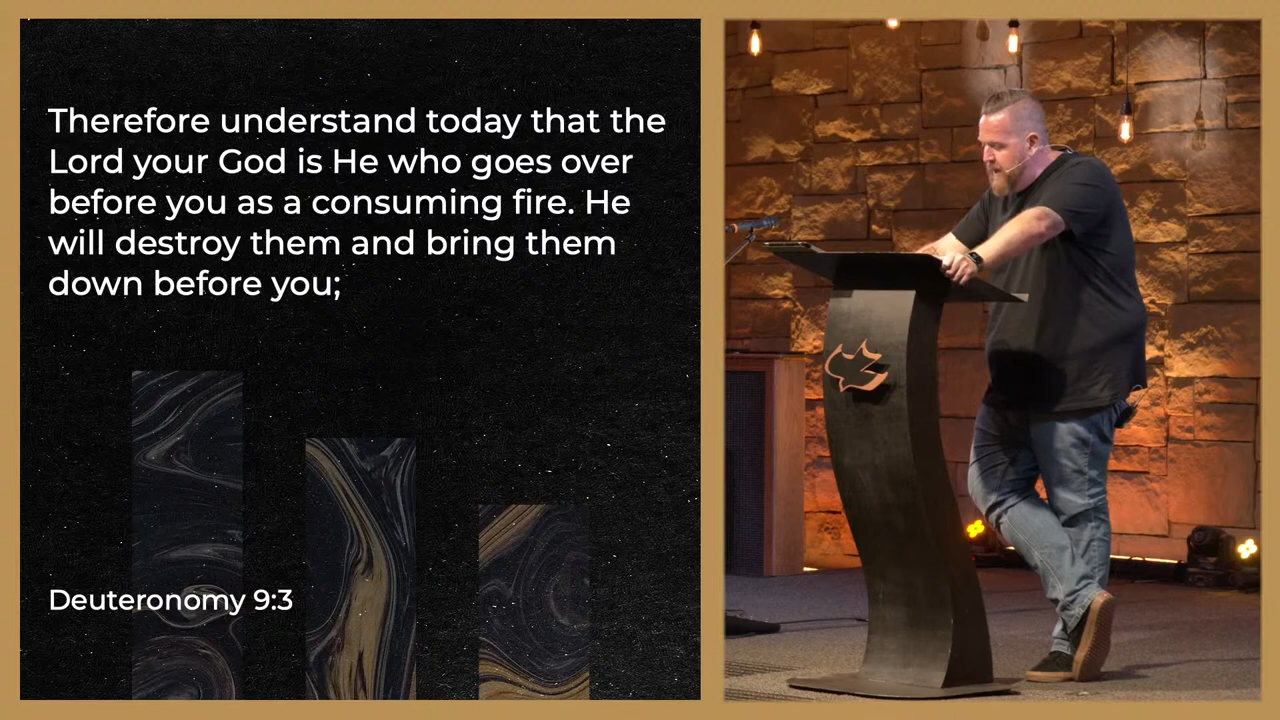 Therefore understand today that the
Lord your God is He who goes over
before you as a consuming fire. He
will destroy them and bring them
down before you;
Deuteronomy 9:3